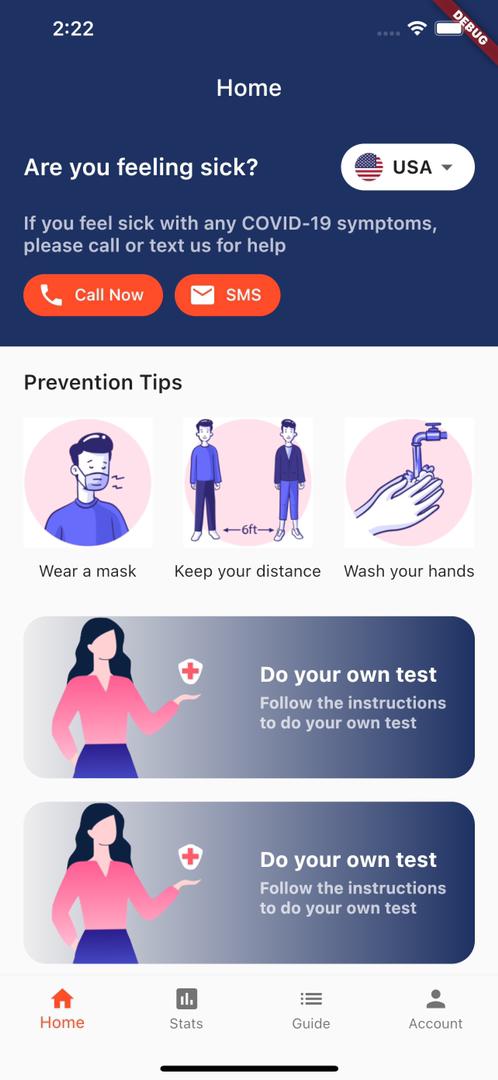 2:22
DEBUG
Home
Are you feeling sick?
USA
If you feel sick with any COVID-19 symptoms,
please call or text us for help
Call Now
SMS
Prevention Tips
6ft
Wear a mask
Keep your distance
Wash your hands
Do your own test
Follow the instructions
to do your own test
Do your own test
Follow the instructions
to do your own test
Home
Stats
Guide
Account